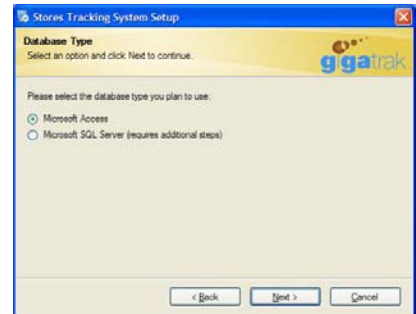 Stores Tracking System Setup
Database Type
Select an option and click Next to continue.
gigatrak
Please select the database type you plan to use:
Microsoft Access
Microsoft SQL Server (requires additional steps)
< Back
Next >
Cancel